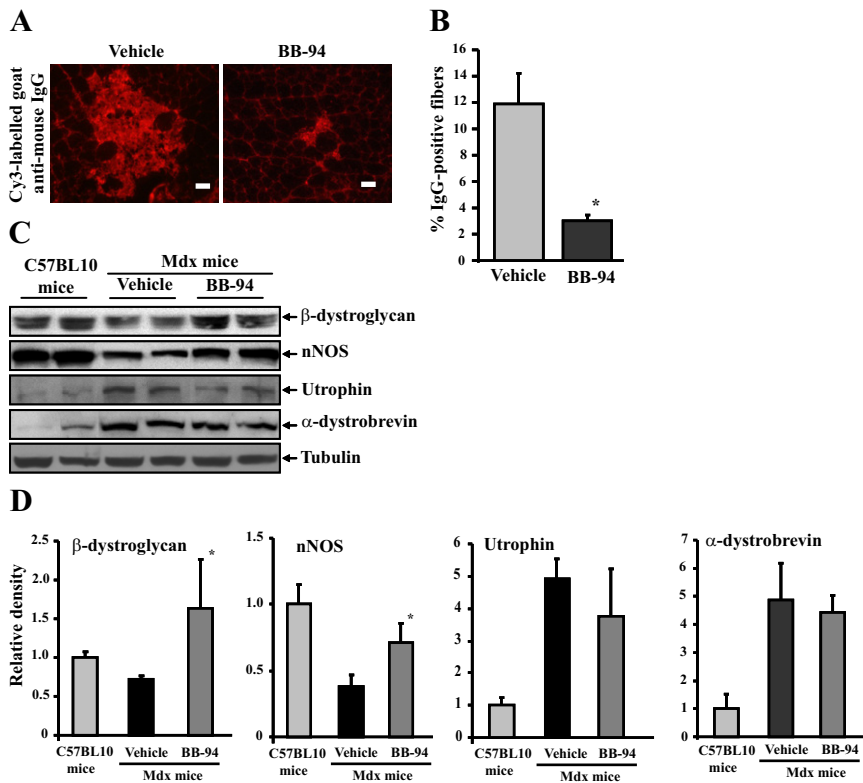 A
Vehicle
BB-94
Cy3-labelled goat
anti-mouse IgG
B
% IgG-positive fibers
16
14
12
10
8
6
4
2
0
*
Vehicle
BB-94
C
C57BL10
mice
Mdx mice
Vehicle
BB-94
β-dystroglycan
nNOS
Utrophin
α-dystrobrevin
Tubulin
D
Relative density
β-dystroglycan
2.5
2.0
1.5
1.0
0.5
0
*
C57BL10
mice
Vehicle
BB-94
Mdx mice
nNOS
1.5
1.0
0.5
0
*
C57BL10
mice
Vehicle
BB-94
Mdx mice
Utrophin
6
5
4
3
2
1
0
C57BL10
mice
Vehicle
BB-94
Mdx mice
α-dystrobrevin
7
6
5
4
3
2
1
0
C57BL10
mice
Vehicle
BB-94
Mdx mice